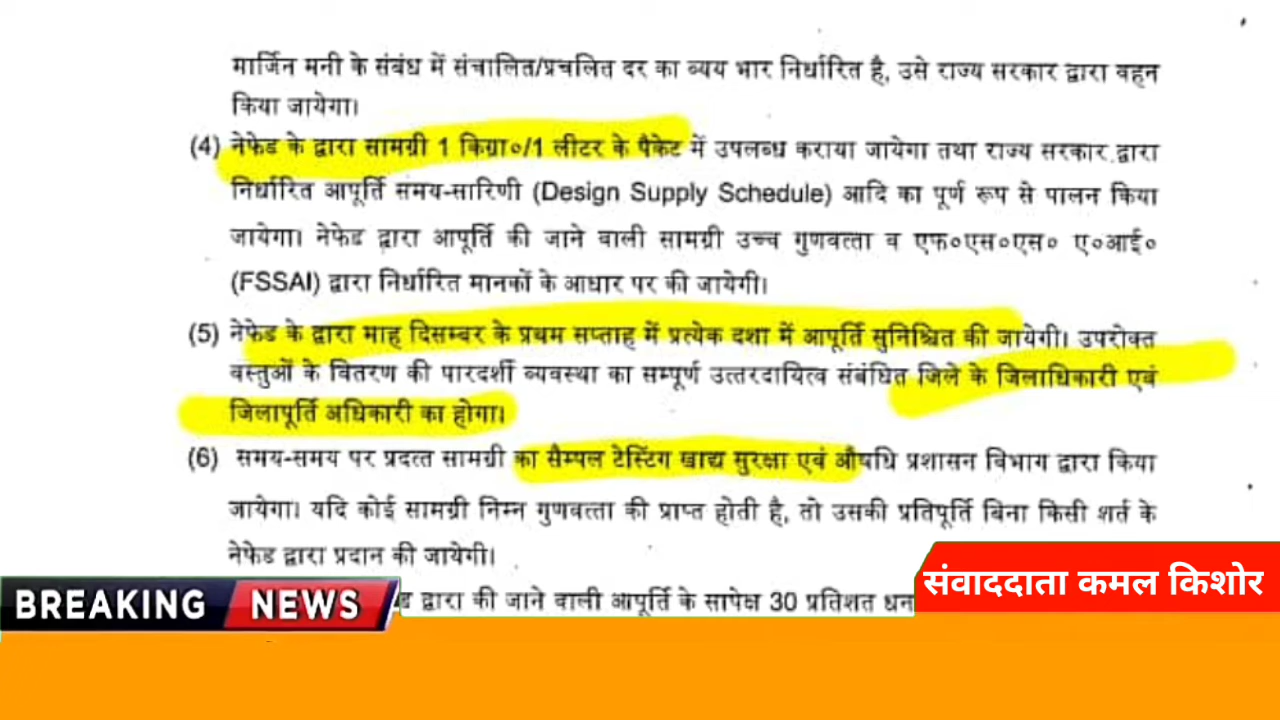 मार्जिन मनी के संबंध में संचालित/प्रचलित दर का व्यय भार निर्धारित है, उसे राज्य सरकार द्वारा वहन
किया जायेगा।
(4) नेफेड के द्वारा सामग्री 1 किग्रा०/1 लीटर के पैकेट में उपलब्ध कराया जायेगा तथा राज्य सरकार द्वारा
निर्धारित आपूर्ति समय-सारिणी (Design Supply Schedule) आदि का पूर्ण रूप से पालन किया
जायेगा। नेफेड द्वारा आपूर्ति की जाने वाली सामग्री उच्च गुणवत्ता व एफ०एस०एस० ए०आई०
(FSSAI) द्वारा निर्धारित मानकों के आधार पर की जायेगी।
(5) नेफेड के द्वारा माह दिसम्बर के प्रथम सप्ताह में प्रत्येक दशा में आपूर्ति सुनिश्चित की जायेगी। उपरोक्त
वस्तुओं के वितरण की पारदर्शी व्यवस्था का सम्पूर्ण उत्तरदायित्व संबंधित जिले के जिलाधिकारी एवं
जिलापूर्ति अधिकारी का होगा।
(6) समय-समय पर प्रदत्त सामग्री का सैम्पल टेस्टिंग खाद्य सुरक्षा एवं औषधि प्रशासन विभाग द्वारा किया
जायेगा। यदि कोई सामग्री निम्न गुणवत्ता की प्राप्त होती है, तो उसकी प्रतिपूर्ति बिना किसी शर्त के
नेफेड द्वारा प्रदान की जायेगी।
द्वारा की जाने वाली आपूर्ति के सापेक्ष 30 प्रतिशत धन
BREAKING NEWS
संवाददाता कमल किशोर